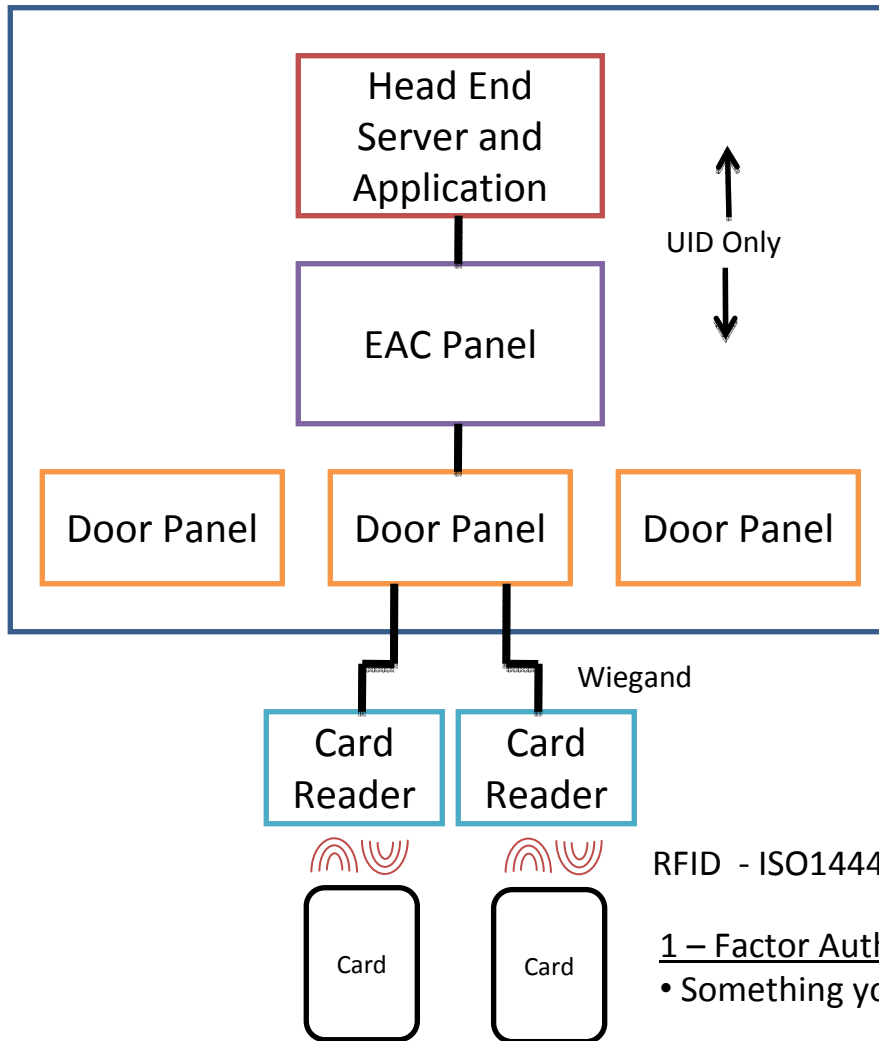 Head End
Server and
Application
UID Only
EAC Panel
Door Panel
Door Panel
Door Panel
Wiegand
Card
Reader
Card
Reader
RFID - ISO1444
Card
Card
1 – Factor Auth
• Something yo